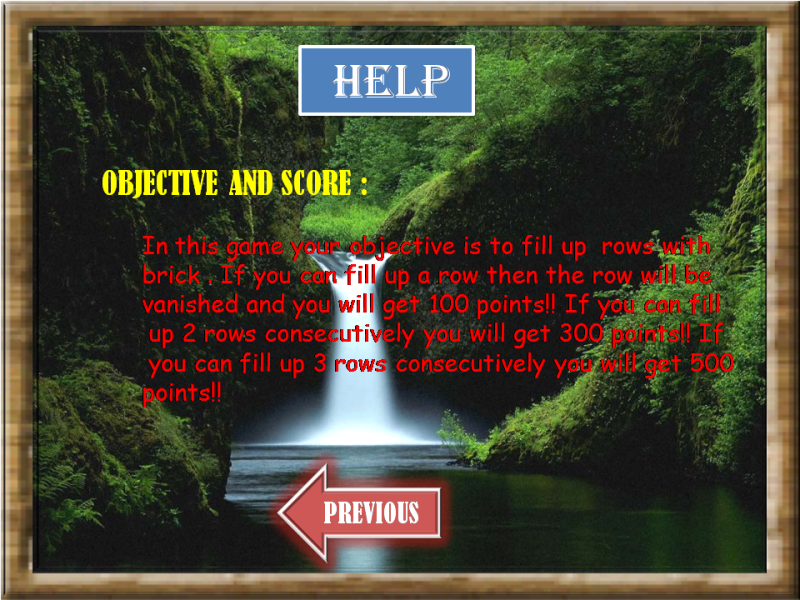 HELP
OBJECTIVE AND SCORE :
In this game your objective is to fill up rows with
brick . If you can fill up a row then the row will be
vanished and you will get 100 points!! If you can fill
up 2 rows consecutively you will get 300 points!! If
you can fill up 3 rows consecutively you will get 500
points!!
PREVIOUS